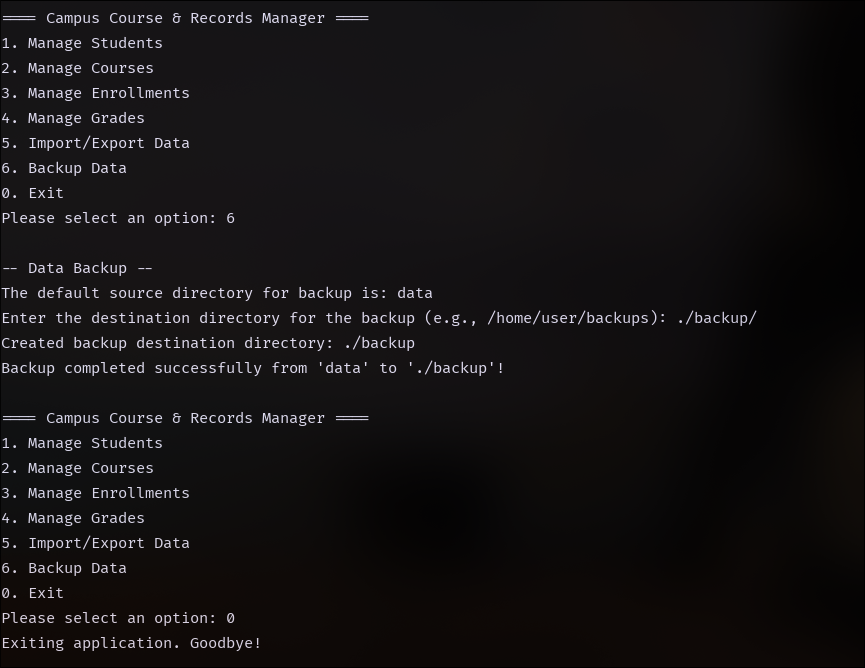 ==== Campus Course & Records Manager ====
1. Manage Students
2. Manage Courses
3. Manage Enrollments
4. Manage Grades
5. Import/Export Data
6. Backup Data
0. Exit
Please select an option: 6
-- Data Backup --
The default source directory for backup is: data
Enter the destination directory for the backup (e.g., /home/user/backups): ./backup/
Created backup destination directory: ./backup
Backup completed successfully from 'data' to './backup'!
==== Campus Course & Records Manager ====
1. Manage Students
2. Manage Courses
3. Manage Enrollments
4. Manage Grades
5. Import/Export Data
6. Backup Data
0. Exit
Please select an option: 0
Exiting application. Goodbye!